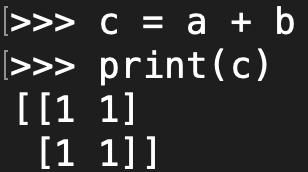 >>> c = a + b
>>> print(c)
[[1 1]
 [1 1]]